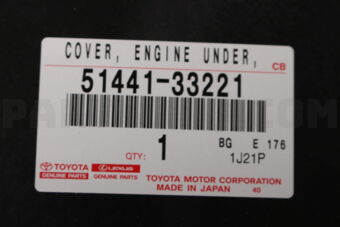 COVER, ENGINE UNDER,
CB
51441-33221
QTY: 1
BG E 176
1J21P
TOYOTA LEXUS
GENUINE PARTS GENUINE PARTS
TOYOTA MOTOR CORPORATION
MADE IN JAPAN 40